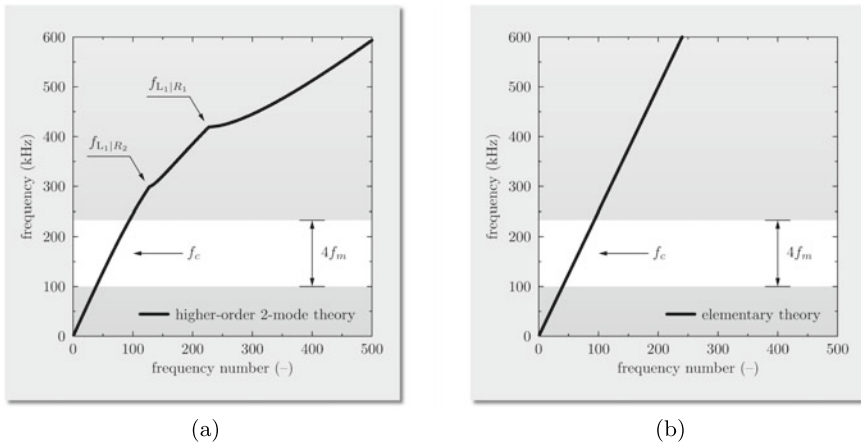 600
500
400
300
200
100
0
frequency (kHz)
f_{L_1|R_1}
f_{L_1|R_2}
f_c
4f_m
higher-order 2-mode theory
0 100 200 300 400 500
frequency number (–)
(a)
600
500
400
300
200
100
0
frequency (kHz)
f_c
4f_m
elementary theory
0 100 200 300 400 500
frequency number (–)
(b)